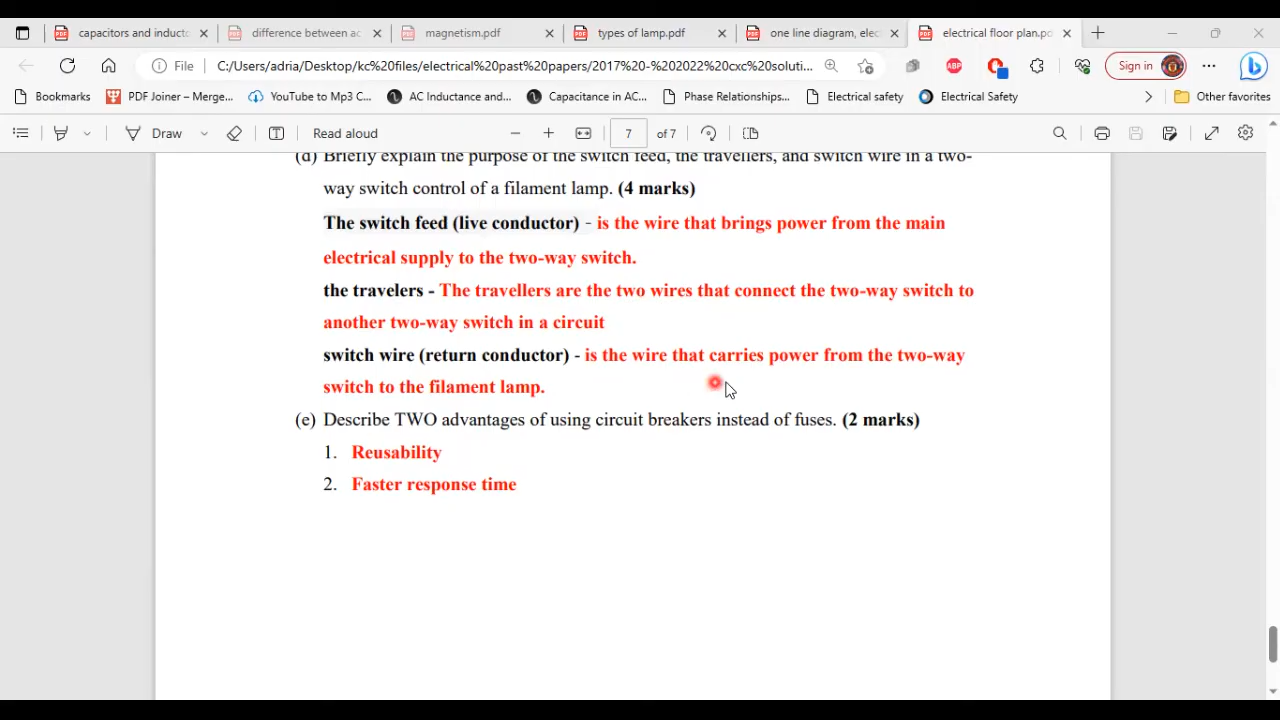 capacitors and inducto
difference between ac
magnetism.pdf
types of lamp.pdf
one line diagram, elec
electrical floor plan.pd
File
C:/Users/adria/Desktop/kc%20files/electrical%20past%20papers/2017%20-%202022%20cxc%20soluti...
ABP
Sign in
Bookmarks
PDF Joiner – Merge...
YouTube to Mp3 C...
AC Inductance and...
Capacitance in AC...
Phase Relationships...
Electrical safety
Electrical Safety
Other favorites
Draw
Read aloud
7
of 7
(d) Briefly explain the purpose of the switch feed, the travellers, and switch wire in a two-
way switch control of a filament lamp. (4 marks)
The switch feed (live conductor) - is the wire that brings power from the main
electrical supply to the two-way switch.
the travelers - The travellers are the two wires that connect the two-way switch to
another two-way switch in a circuit
switch wire (return conductor) - is the wire that carries power from the two-way
switch to the filament lamp.
(e) Describe TWO advantages of using circuit breakers instead of fuses. (2 marks)
1. Reusability
2. Faster response time